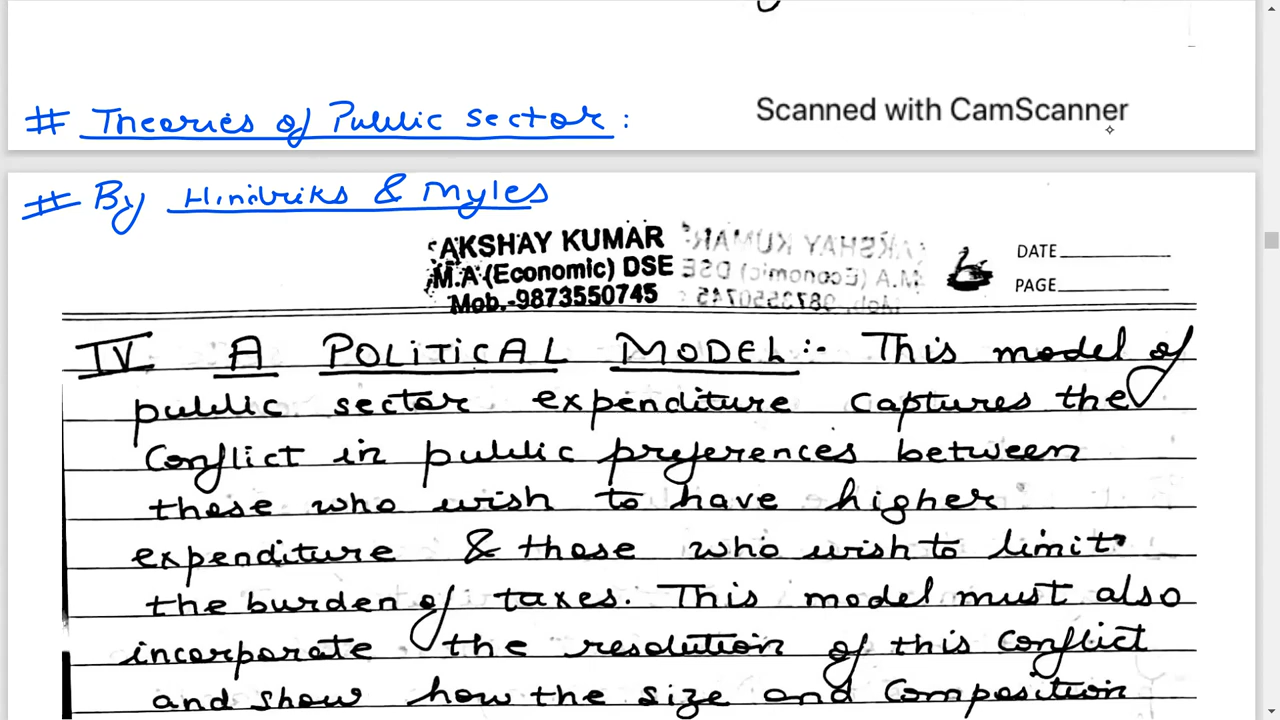 # Theories of Public Sector :
Scanned with CamScanner
# By Hindriks & Myles
AKSHAY KUMAR
M.A (Economic) DSE
Mob.-9873550745
DATE
PAGE
IV A POLITICAL MODEL :- This model of
public sector expenditure captures the
conflict in public preferences between
those who wish to have higher
expenditure & those who wish to limit
the burden of taxes. This model must also
incorporate the resolution of this conflict
and show how the size and composition